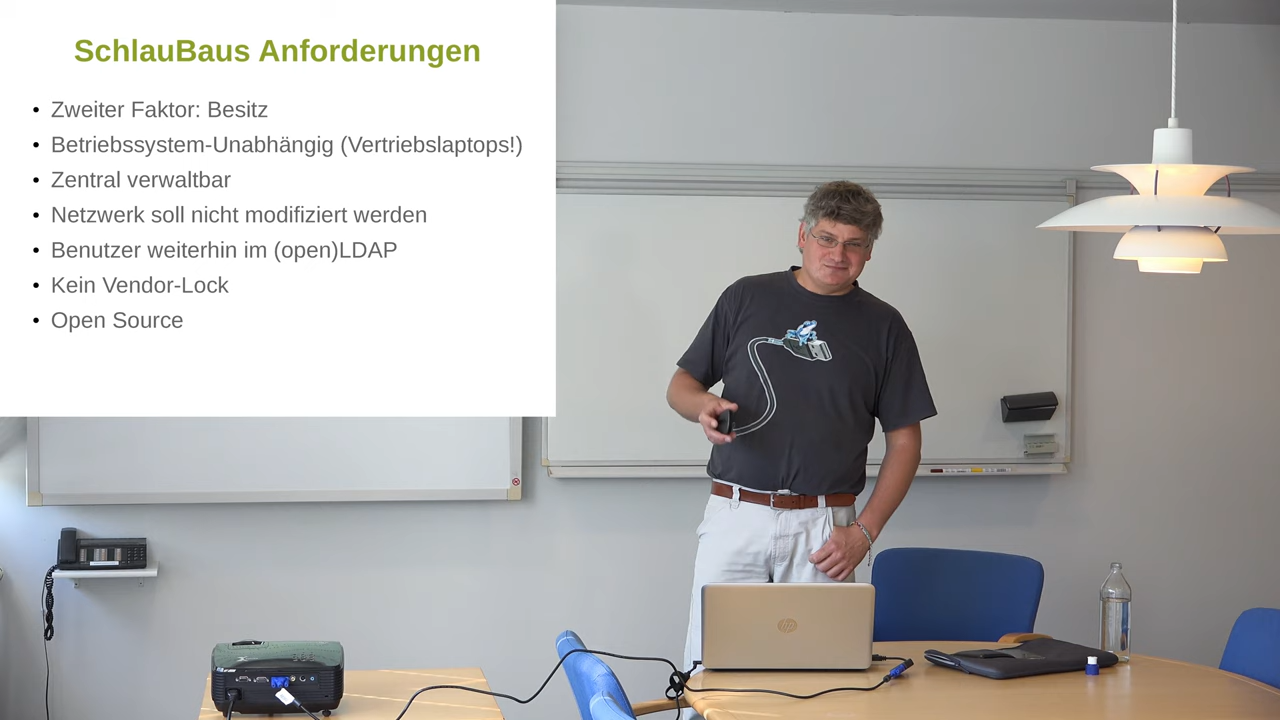 SchlauBaus Anforderungen
• Zweiter Faktor: Besitz
• Betriebssystem-Unabhängig (Vertriebslaptops!)
• Zentral verwaltbar
• Netzwerk soll nicht modifiziert werden
• Benutzer weiterhin im (open)LDAP
• Kein Vendor-Lock
• Open Source
hp